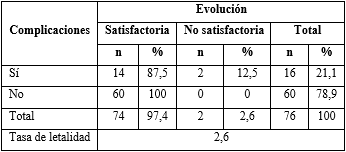 Complicaciones Evolución
Satisfactoria No satisfactoria Total
n % n % n %
Sí 14 87,5 2 12,5 16 21,1
No 60 100 0 0 60 78,9
Total 74 97,4 2 2,6 76 100
Tasa de letalidad 2,6